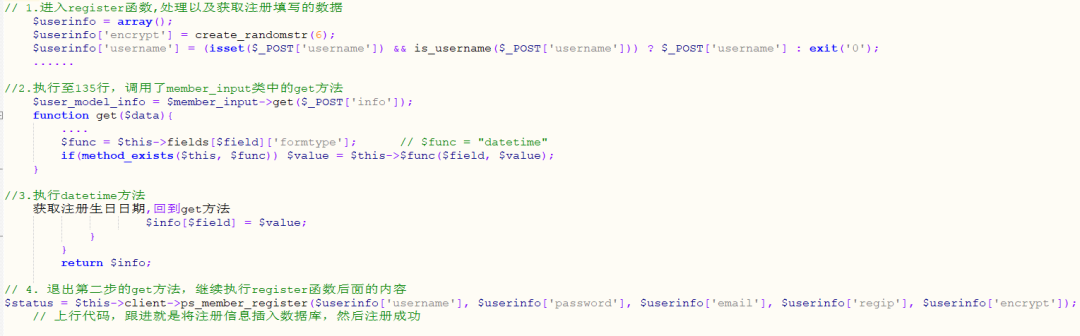 // 1.进入register函数,处理以及获取注册填写的数据
$userinfo = array();
$userinfo['encrypt'] = create_randomstr(6);
$userinfo['username'] = (isset($_POST['username']) && is_username($_POST['username'])) ? $_POST['username'] : exit('0');
......
//2.执行至135行, 调用了member_input类中的get方法
$user_model_info = $member_input->get($_POST['info']);
function get($data){
....
$func = $this->fields[$field]['formtype']; // $func = "datetime"
if(method_exists($this, $func)) $value = $this->$func($field, $value);
}
//3.执行datetime方法
获取注册生日日期,回到get方法
$info[$field] = $value;
}
}
return $info;
// 4. 退出第二步的get方法, 继续执行register函数后面的内容
$status = $this->client->ps_member_register($userinfo['username'], $userinfo['password'], $userinfo['email'], $userinfo['regip'], $userinfo['encrypt']);
// 上行代码, 跟进就是将注册信息插入数据库, 然后注册成功